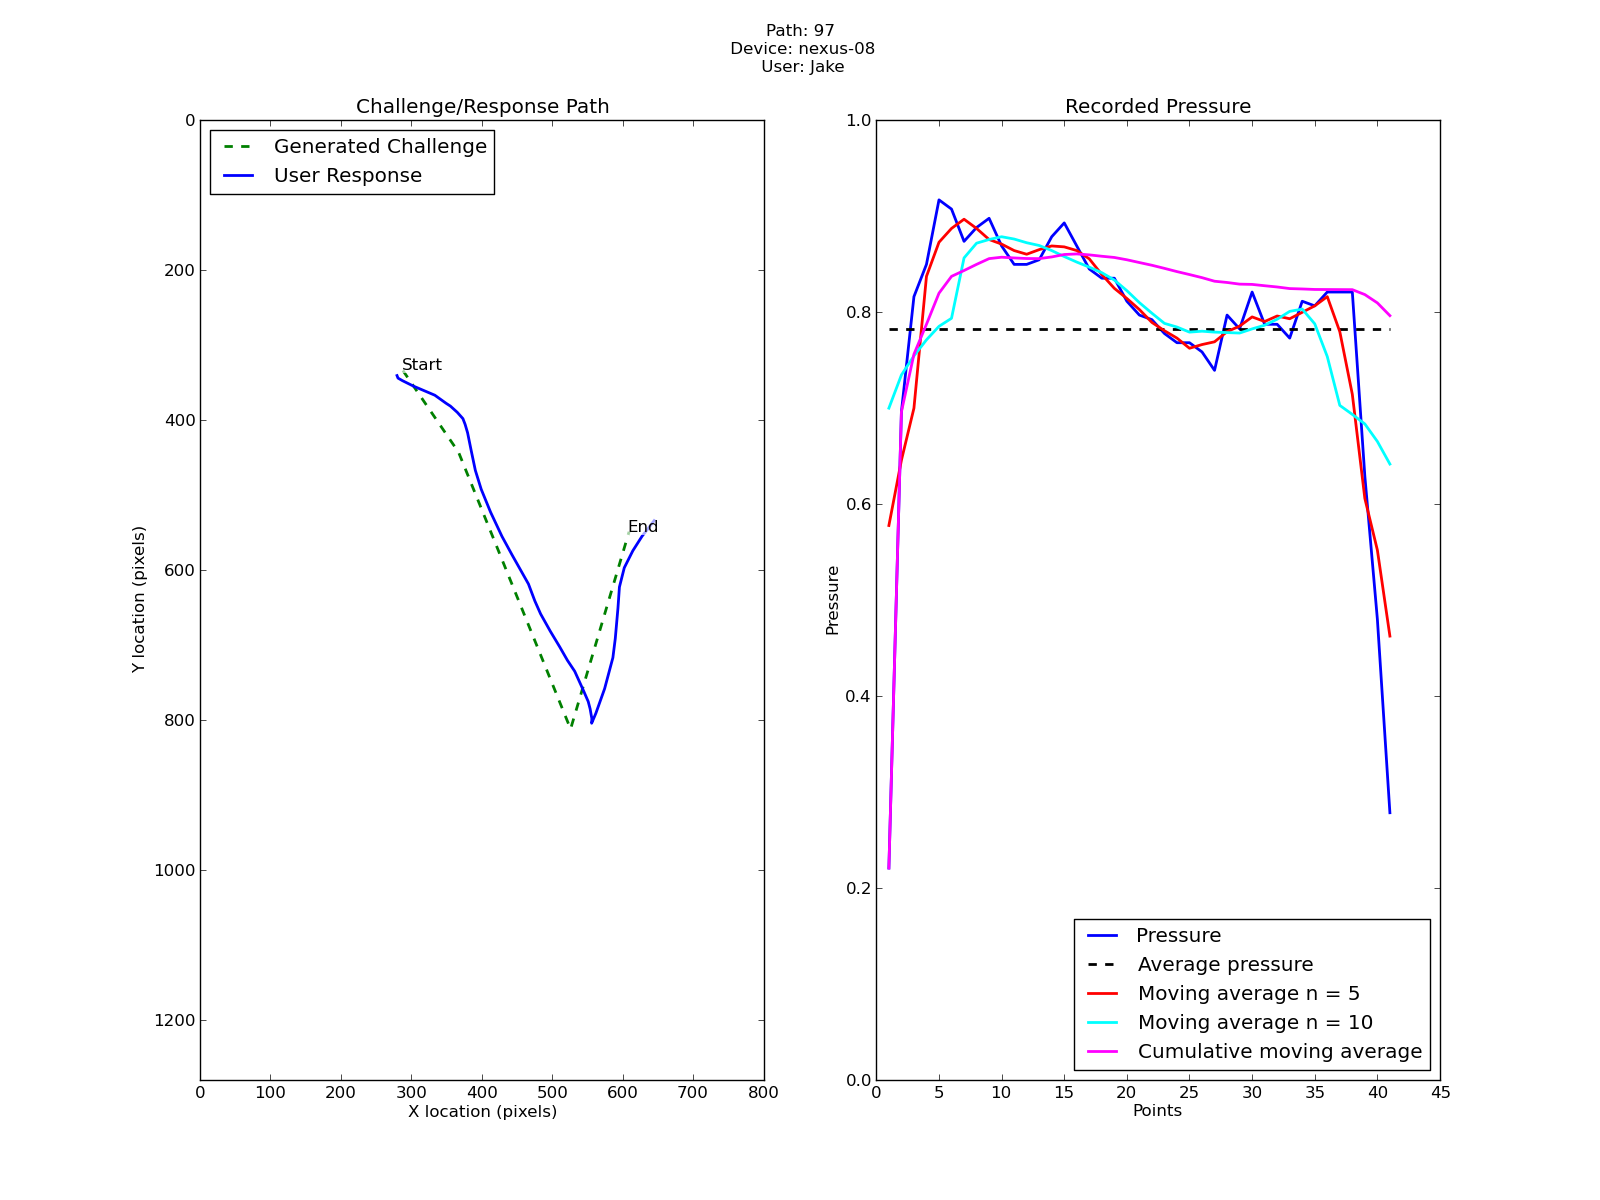 Path: 97
Device: nexus-08
User: Jake
Challenge/Response Path
Generated Challenge
User Response
Start
End
0
200
400
600
800
1000
1200
Y location (pixels)
0 100 200 300 400 500 600 700 800
X location (pixels)
Recorded Pressure
1.0
0.8
0.6
0.4
0.2
0.0
Pressure
Pressure
Average pressure
Moving average n = 5
Moving average n = 10
Cumulative moving average
0 5 10 15 20 25 30 35 40 45
Points